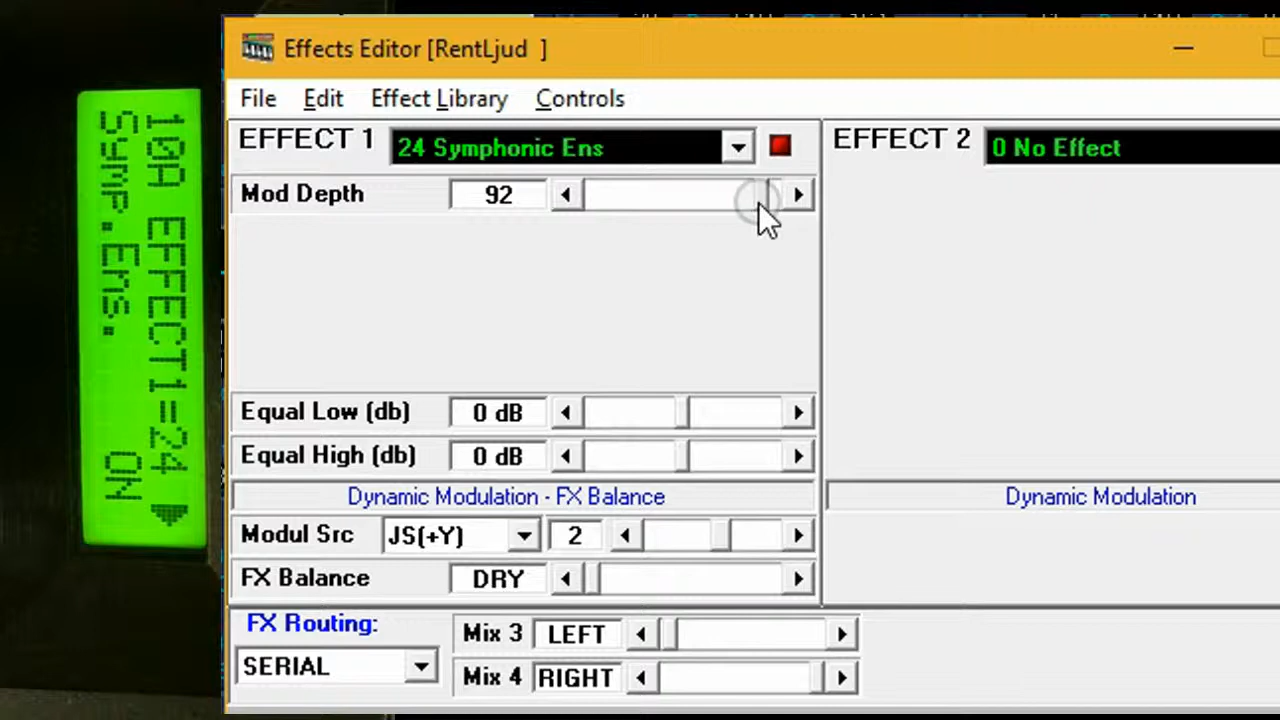 10A EFFECT1=24
Symp.Ens. ON
Effects Editor [RentLjud ]
File Edit Effect Library Controls
EFFECT 1 24 Symphonic Ens
EFFECT 2 0 No Effect
Mod Depth 92
Equal Low (db) 0 dB
Equal High (db) 0 dB
Dynamic Modulation - FX Balance
Dynamic Modulation
Modul Src JS(+Y) 2
FX Balance DRY
FX Routing:
SERIAL
Mix 3 LEFT
Mix 4 RIGHT